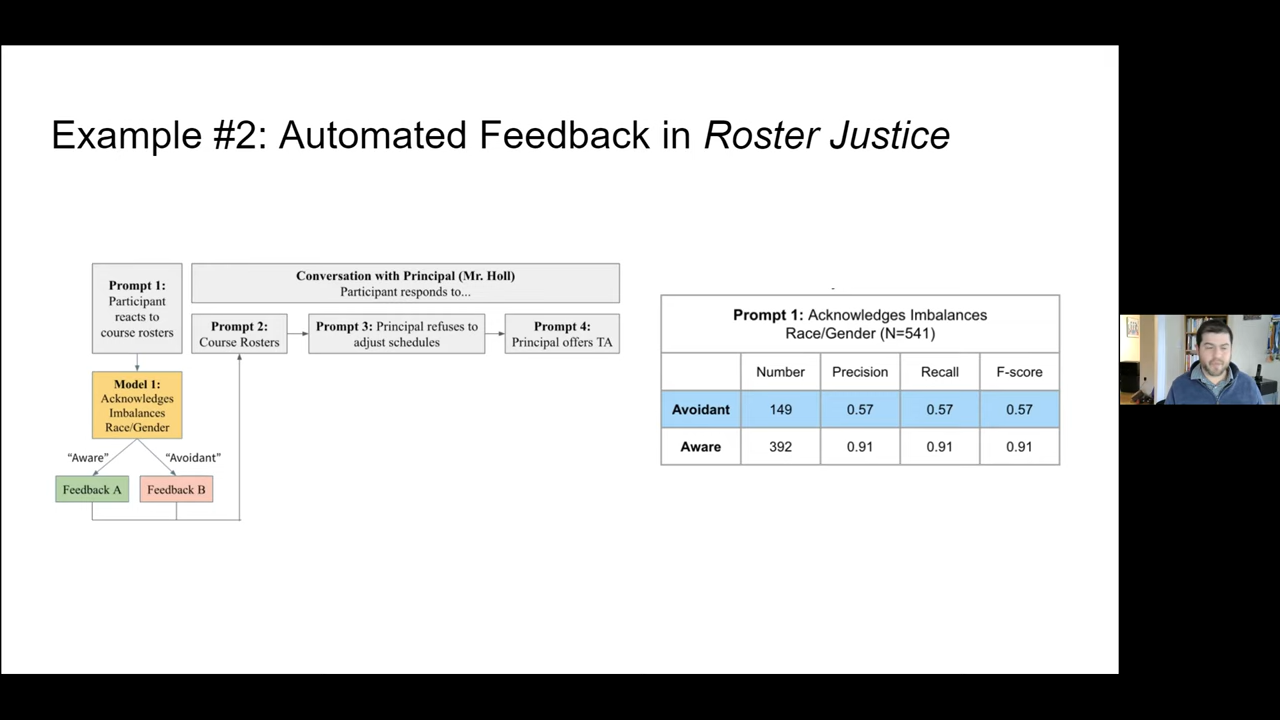 Example #2: Automated Feedback in Roster Justice
Prompt 1:
Participant
reacts to
course rosters
Conversation with Principal (Mr. Holl)
Participant responds to...
Prompt 2:
Course Rosters
Prompt 3: Principal refuses to
adjust schedules
Prompt 4:
Principal offers TA
Model 1:
Acknowledges
Imbalances
Race/Gender
“Aware”
“Avoidant”
Feedback A
Feedback B
Prompt 1: Acknowledges Imbalances
Race/Gender (N=541)
Number Precision Recall F-score
Avoidant 149 0.57 0.57 0.57
Aware 392 0.91 0.91 0.91